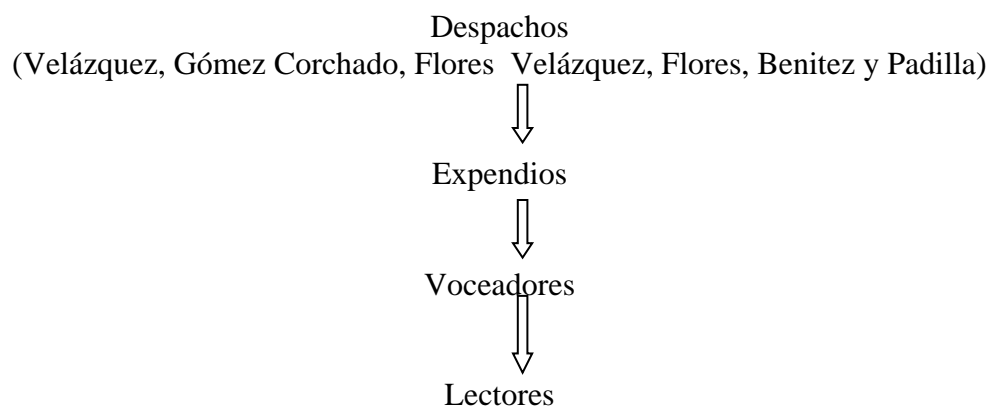 Despachos
(Velázquez, Gómez Corchado, Flores Velázquez, Flores, Benitez y Padilla)
Expendios
Voceadores
Lectores